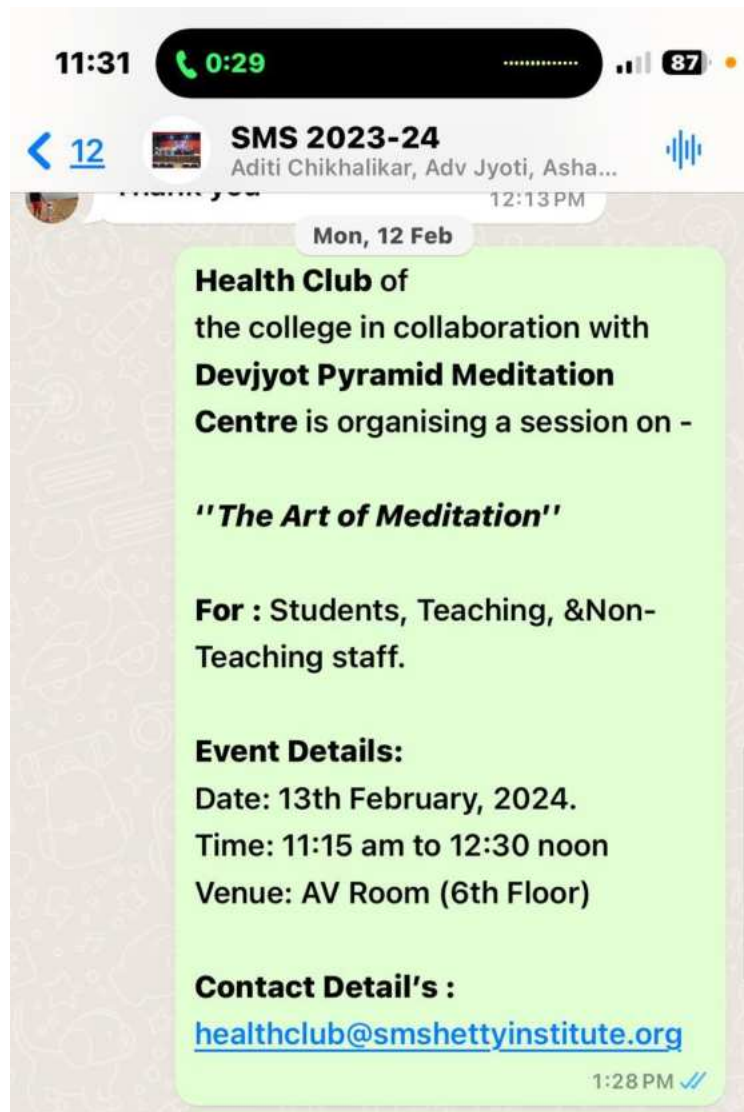 11:31
0:29
87
12
SMS 2023-24
Aditi Chikhalikar, Adv Jyoti, Asha...
Thank you
12:13 PM
Mon, 12 Feb
Health Club of
the college in collaboration with
Devjyot Pyramid Meditation
Centre is organising a session on -
''The Art of Meditation''
For : Students, Teaching, &Non-
Teaching staff.
Event Details:
Date: 13th February, 2024.
Time: 11:15 am to 12:30 noon
Venue: AV Room (6th Floor)
Contact Detail's :
healthclub@smshettyinstitute.org
1:28 PM